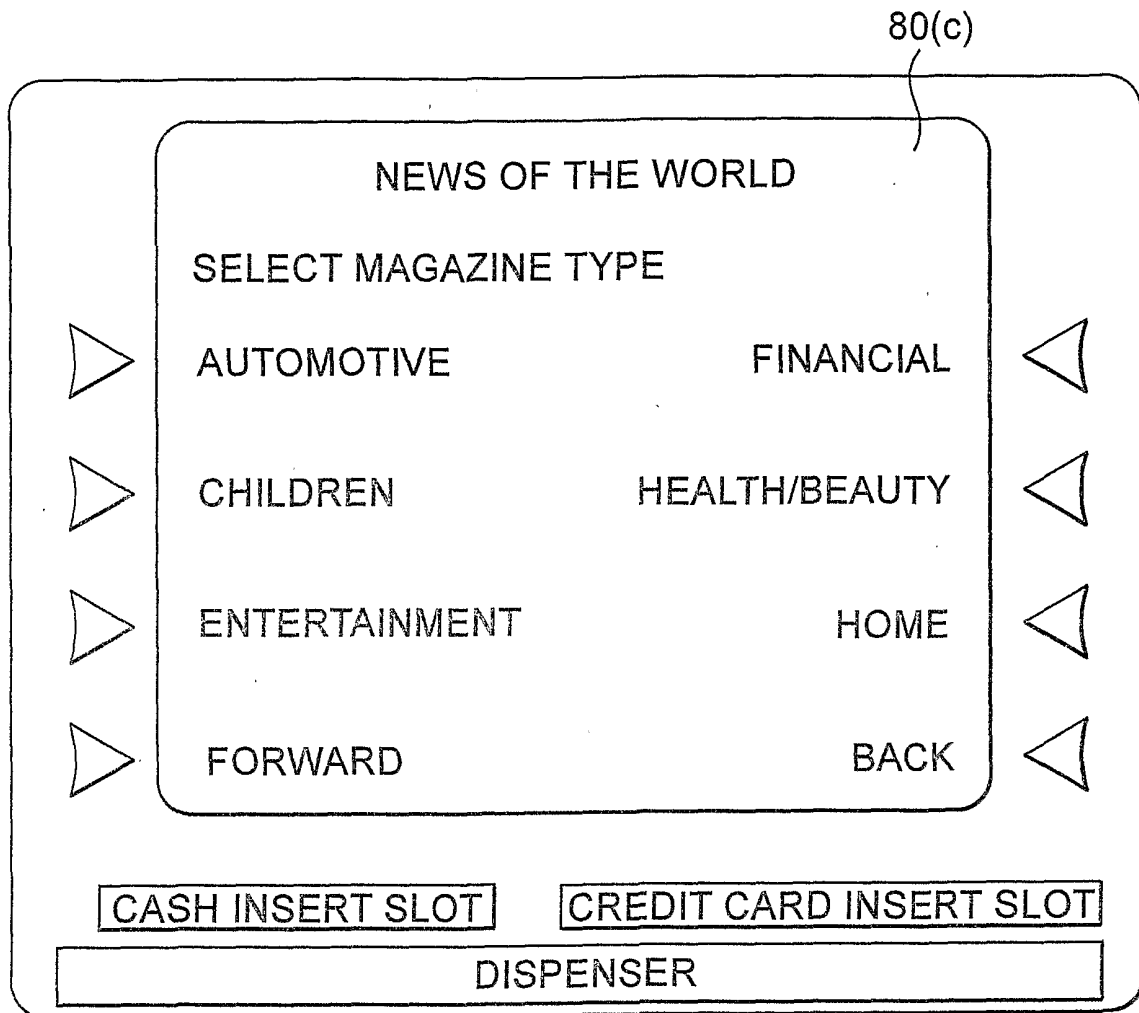 80(c)
NEWS OF THE WORLD
SELECT MAGAZINE TYPE
AUTOMOTIVE FINANCIAL
CHILDREN HEALTH/BEAUTY
ENTERTAINMENT HOME
FORWARD BACK
CASH INSERT SLOT CREDIT CARD INSERT SLOT
DISPENSER